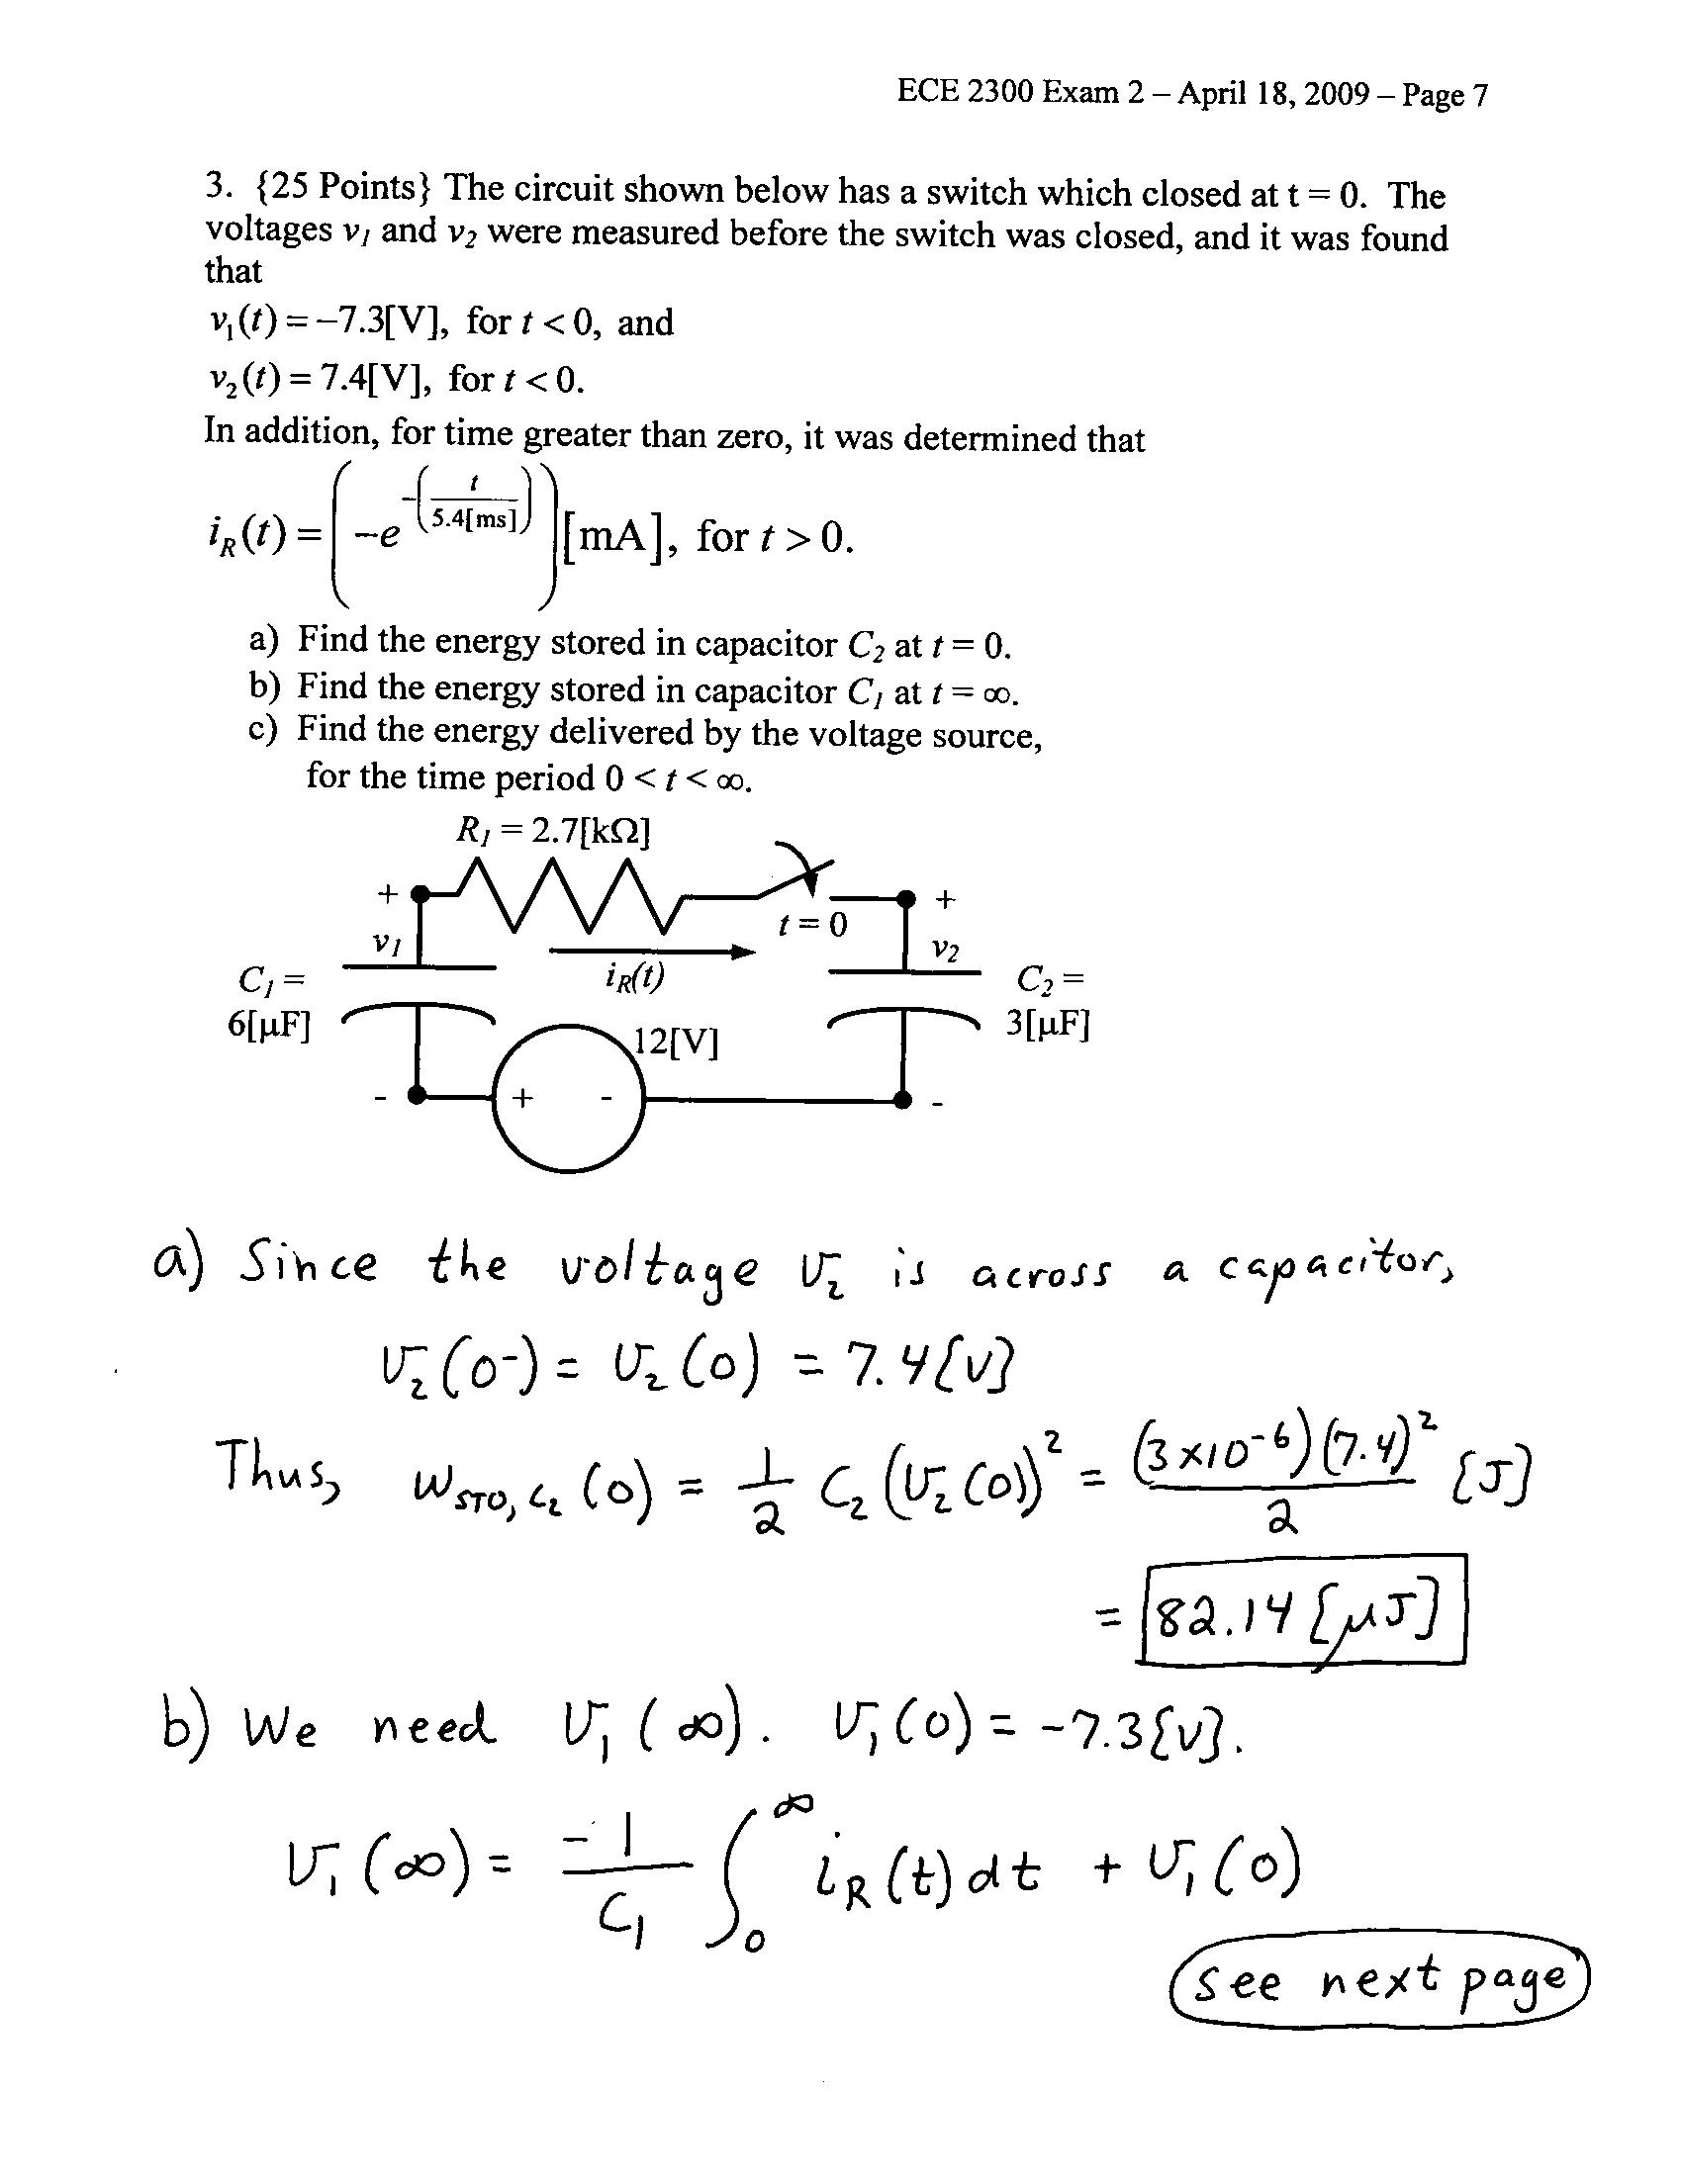 ECE 2300 Exam 2 – April 18, 2009 – Page 7
3. {25 Points} The circuit shown below has a switch which closed at t = 0. The
voltages v₁ and v₂ were measured before the switch was closed, and it was found
that
v₁(t) = –7.3[V], for t < 0, and
v₂(t) = 7.4[V], for t < 0.
In addition, for time greater than zero, it was determined that
i_R(t) = (–e^(–(t/5.4[ms])))[mA], for t > 0.
a) Find the energy stored in capacitor C₂ at t = 0.
b) Find the energy stored in capacitor C₁ at t = ∞.
c) Find the energy delivered by the voltage source,
for the time period 0 < t < ∞.
R₁ = 2.7[kΩ]
+ +
t = 0
v₁ v₂
C₁ = i_R(t) C₂ =
6[µF] 12[V] 3[µF]
- + - -
a) Since the voltage v₂ is across a capacitor,
v₂(0-) = v₂(0) = 7.4[V]
Thus, w_STO,C₂(0) = 1/2 C₂(v₂(0))² = (3x10⁻⁶)(7.4)²/2 [J]
= 82.14[µJ]
b) We need v₁(∞). v₁(0) = -7.3[V].
v₁(∞) = -1/C₁ ∫₀^∞ i_R(t)dt + v₁(0)
see next page